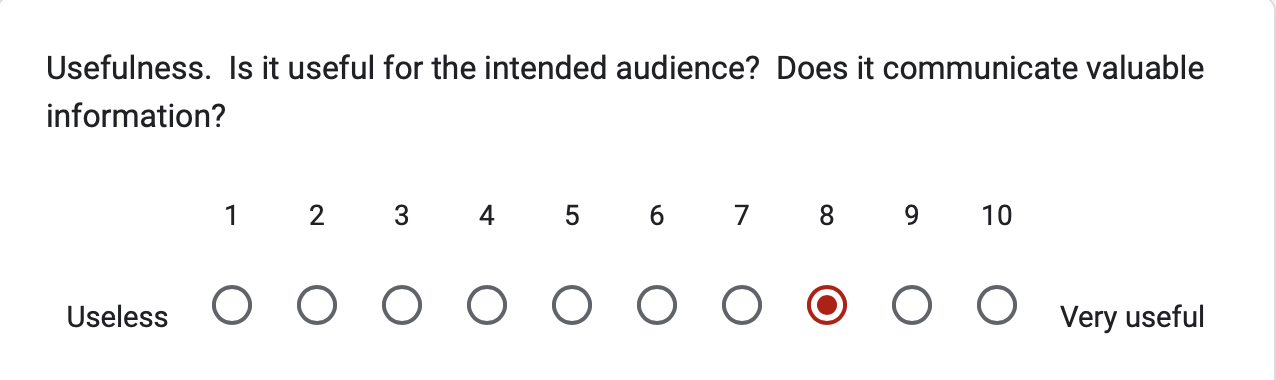 Usefulness.  Is it useful for the intended audience?  Does it communicate valuable
information?
1 2 3 4 5 6 7 8 9 10
Useless Very useful